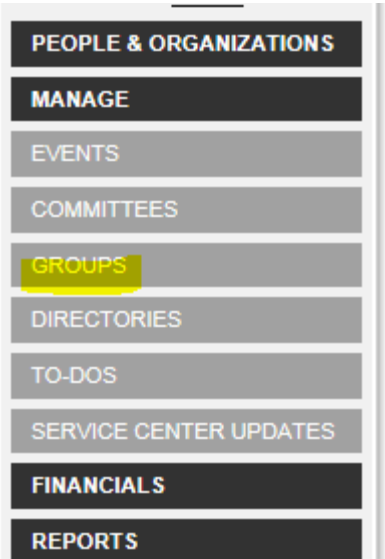 PEOPLE & ORGANIZATIONS
MANAGE
EVENTS
COMMITTEES
GROUPS
DIRECTORIES
TO-DOS
SERVICE CENTER UPDATES
FINANCIALS
REPORTS